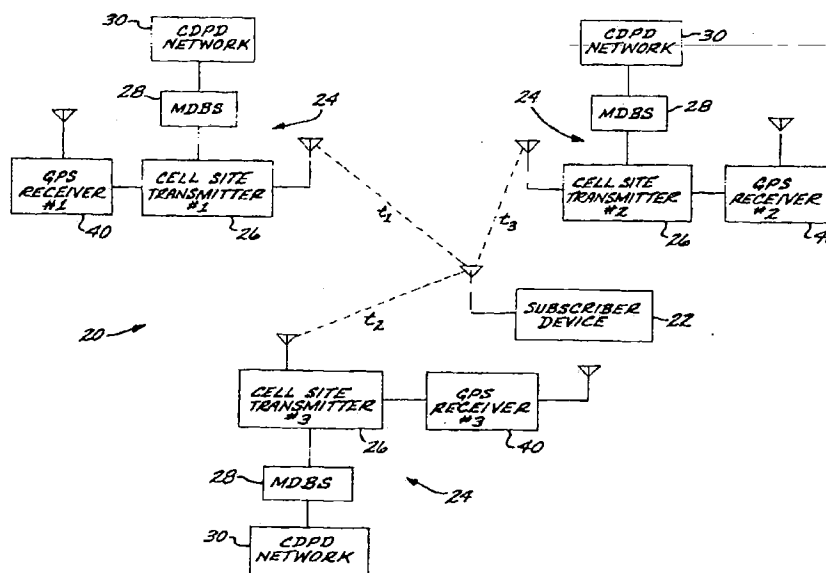 30
CDPD
NETWORK
28
MDBS
24
GPS
RECEIVER
#1
40
CELL SITE
TRANSMITTER
#1
26
t1
CDPD
NETWORK
30
24
MDBS
28
CELL SITE
TRANSMITTER
#2
26
GPS
RECEIVER
#2
t3
SUBSCRIBER
DEVICE
22
20
t2
CELL SITE
TRANSMITTER
#3
26
GPS
RECEIVER
#3
40
28
MDBS
24
30
CDPD
NETWORK